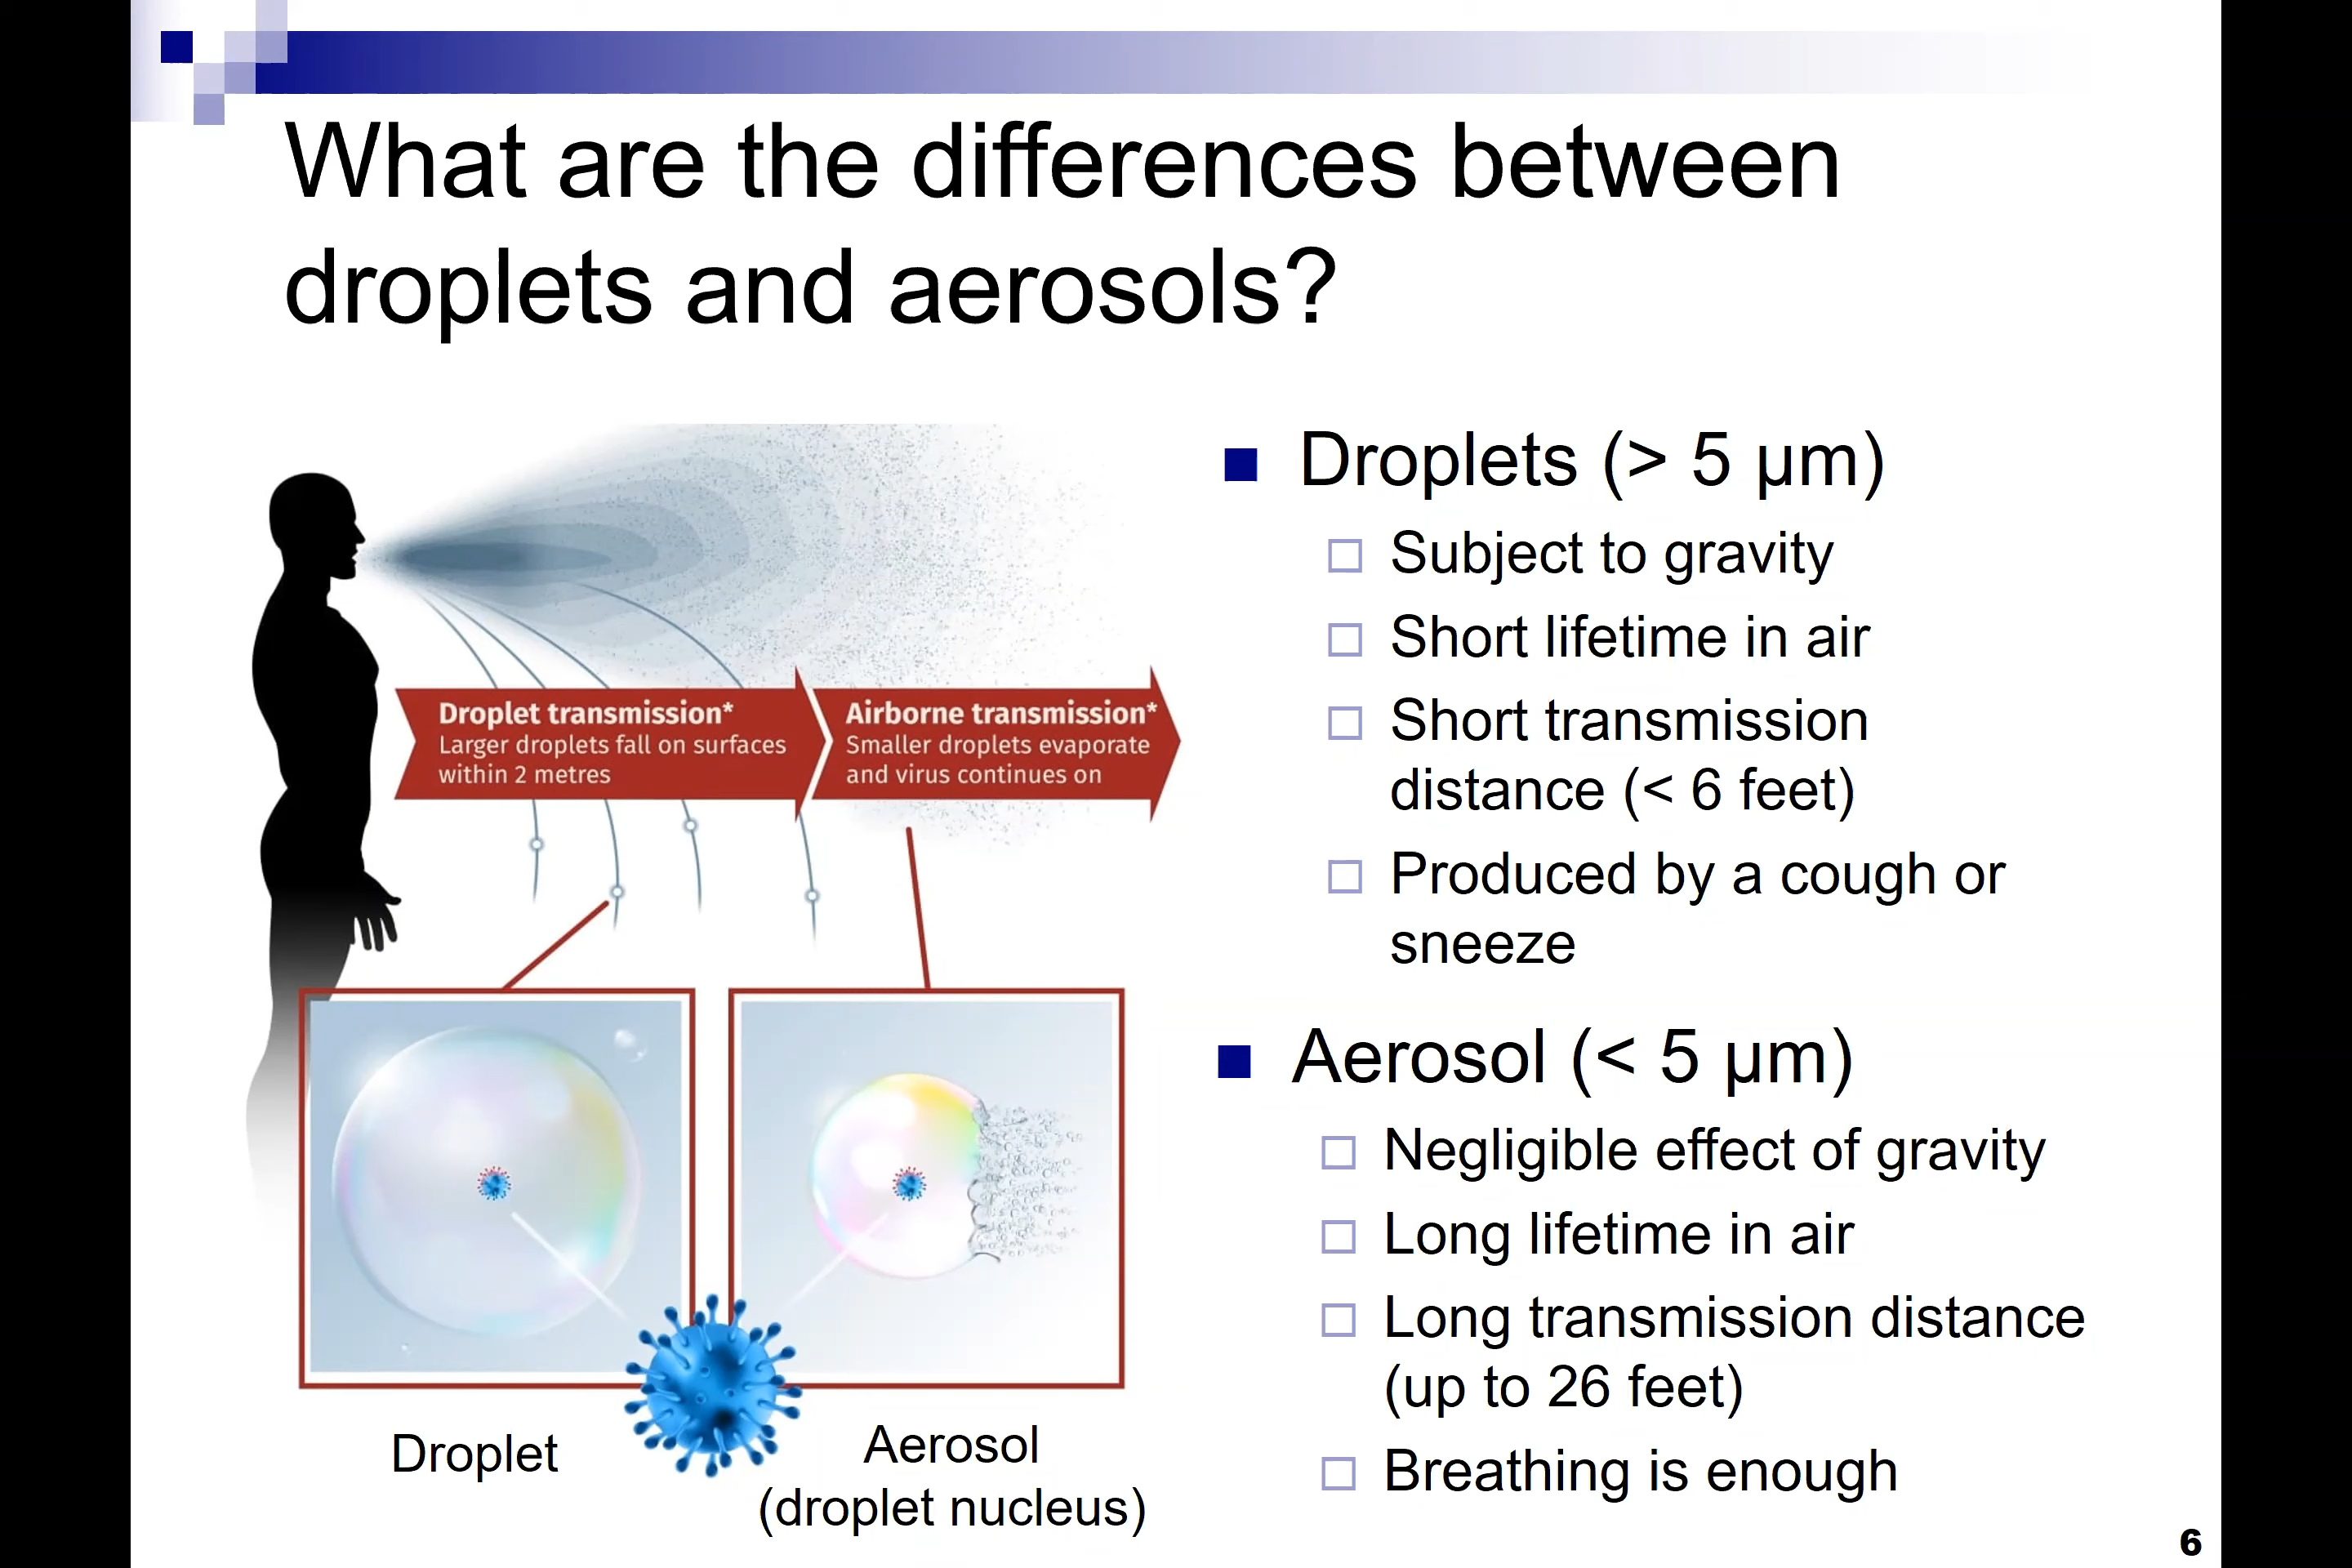 What are the differences between
droplets and aerosols?
Droplet transmission*
Larger droplets fall on surfaces
within 2 metres
Airborne transmission*
Smaller droplets evaporate
and virus continues on
Droplet
Aerosol
(droplet nucleus)
Droplets (> 5 μm)
Subject to gravity
Short lifetime in air
Short transmission
distance (< 6 feet)
Produced by a cough or
sneeze
Aerosol (< 5 μm)
Negligible effect of gravity
Long lifetime in air
Long transmission distance
(up to 26 feet)
Breathing is enough
6